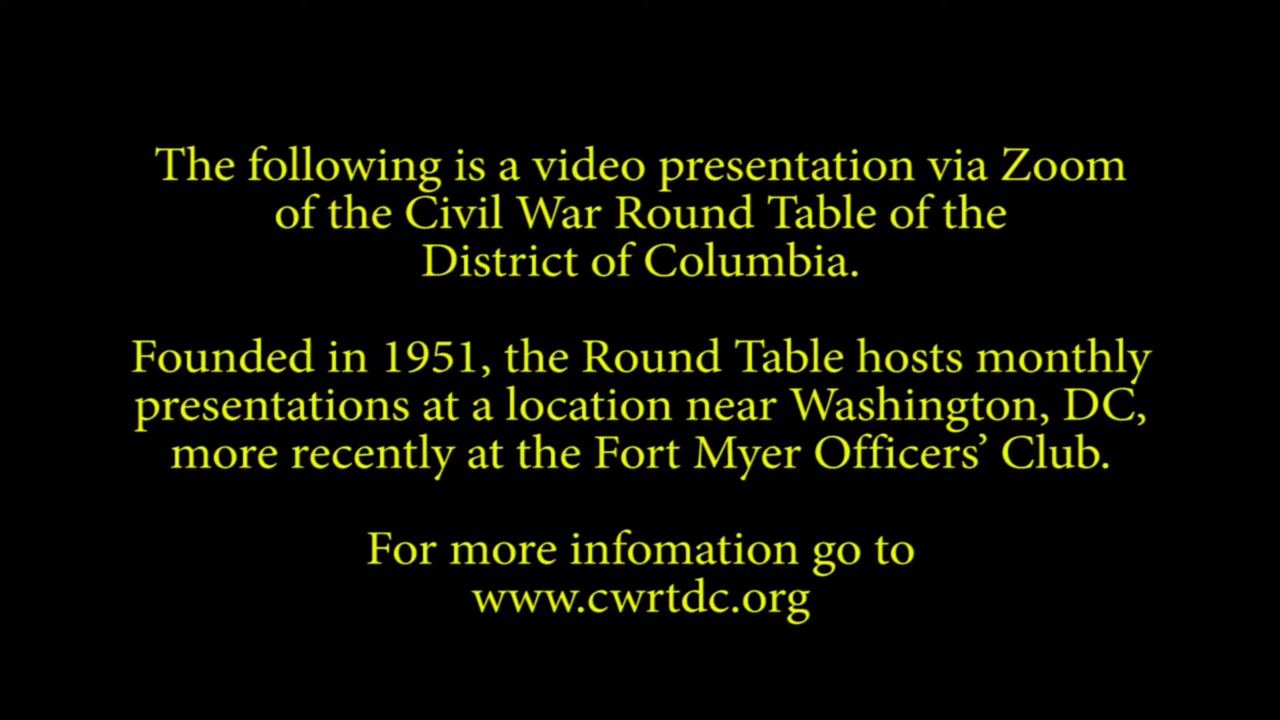 The following is a video presentation via Zoom
of the Civil War Round Table of the
District of Columbia.
Founded in 1951, the Round Table hosts monthly
presentations at a location near Washington, DC,
more recently at the Fort Myer Officers’ Club.
For more infomation go to
www.cwrtdc.org